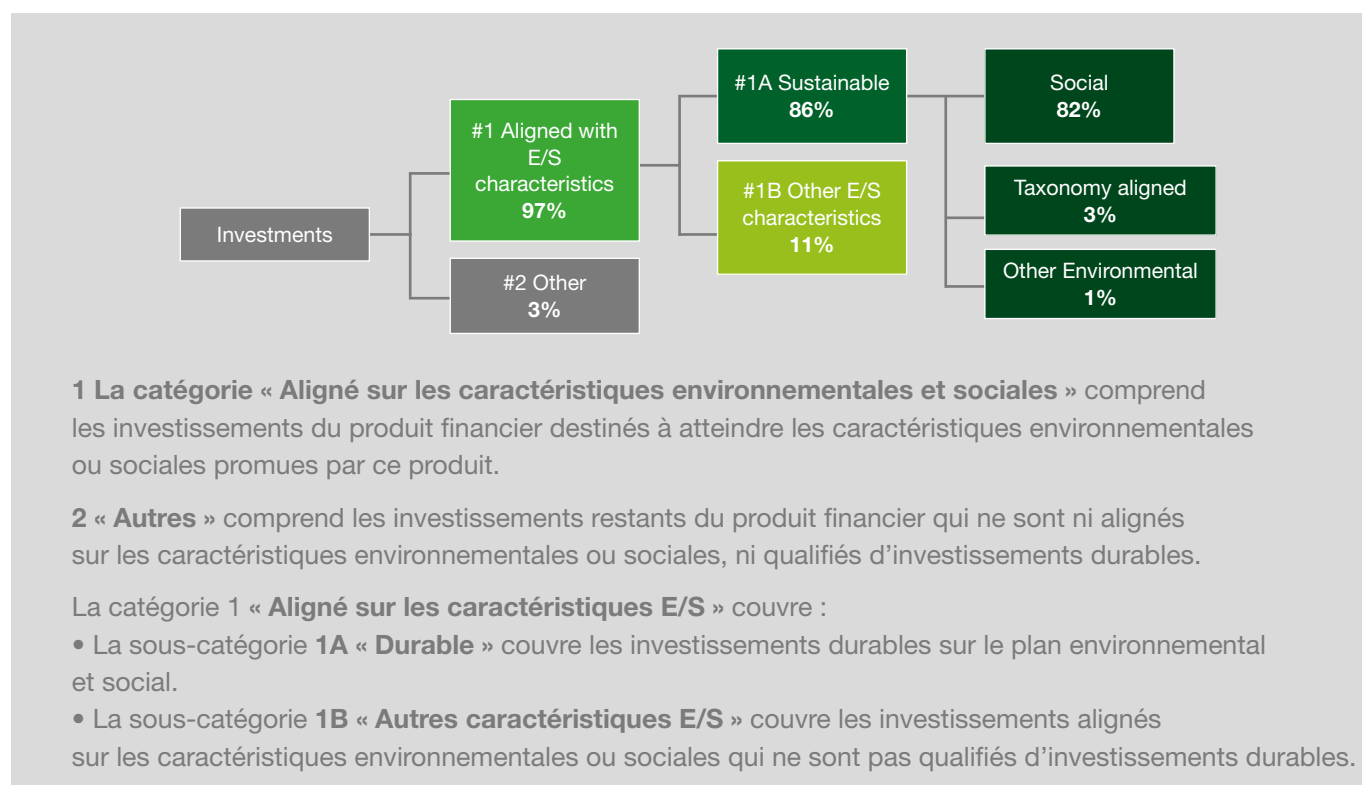 #1A Sustainable
86%
Social
82%
#1 Aligned with
E/S
characteristics
97%
#1B Other E/S
characteristics
11%
Taxonomy aligned
3%
Investments
#2 Other
3%
Other Environmental
1%
1 La catégorie « Aligné sur les caractéristiques environnementales et sociales » comprend
les investissements du produit financier destinés à atteindre les caractéristiques environnementales
ou sociales promues par ce produit.
2 « Autres » comprend les investissements restants du produit financier qui ne sont ni alignés
sur les caractéristiques environnementales ou sociales, ni qualifiés d’investissements durables.
La catégorie 1 « Aligné sur les caractéristiques E/S » couvre :
• La sous-catégorie 1A « Durable » couvre les investissements durables sur le plan environnemental
et social.
• La sous-catégorie 1B « Autres caractéristiques E/S » couvre les investissements alignés
sur les caractéristiques environnementales ou sociales qui ne sont pas qualifiés d’investissements durables.